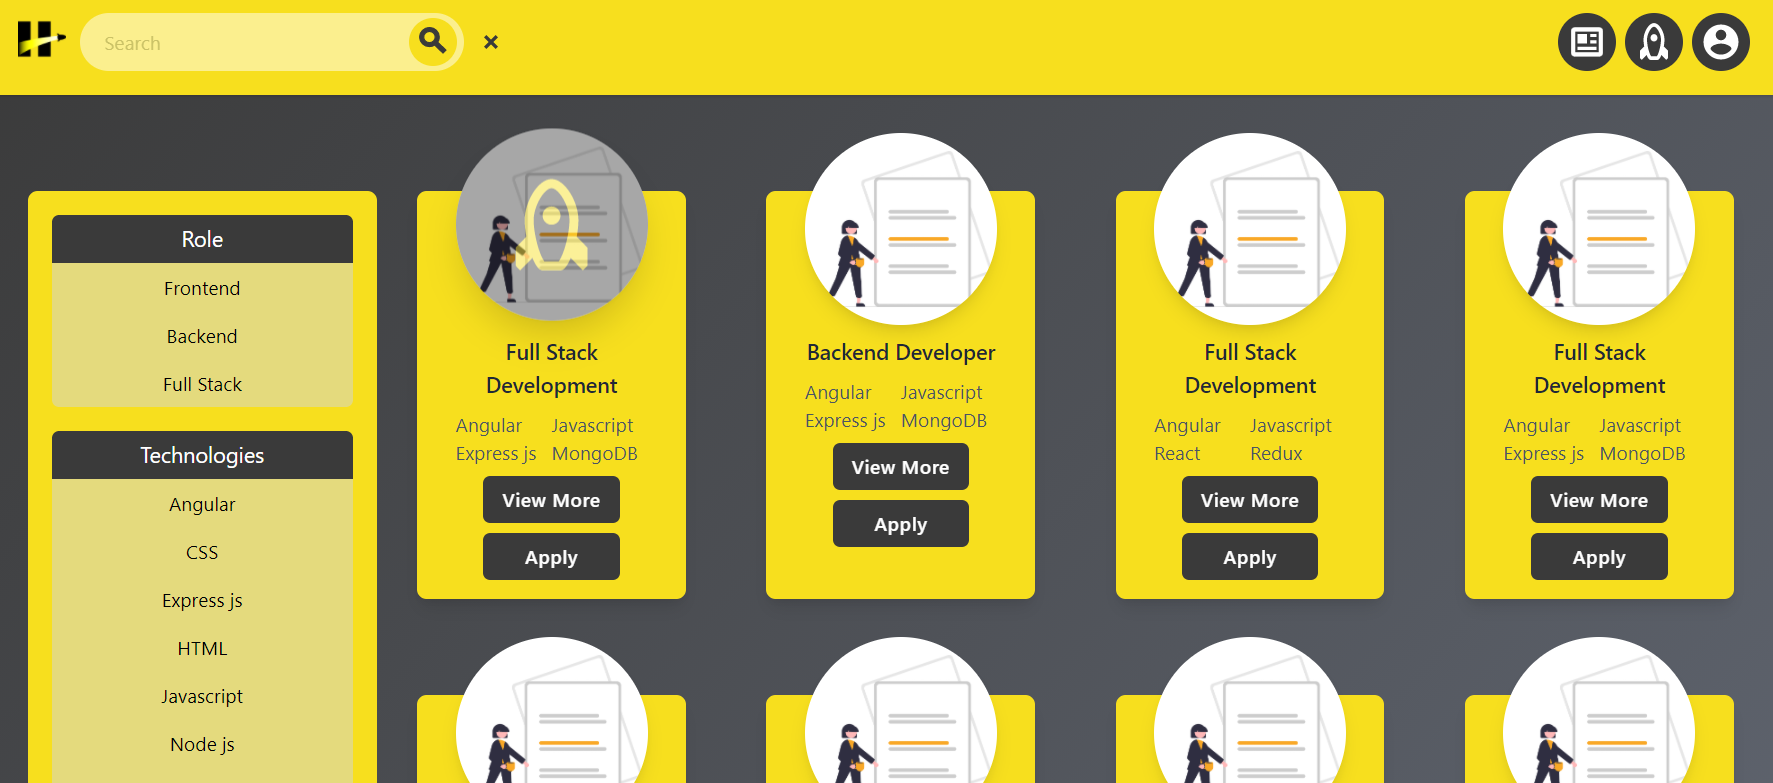 Search
Role
Frontend
Backend
Full Stack
Technologies
Angular
CSS
Express js
HTML
Javascript
Node js
Full Stack
Development
Angular Javascript
Express js MongoDB
View More
Apply
Backend Developer
Angular Javascript
Express js MongoDB
View More
Apply
Full Stack
Development
Angular Javascript
React Redux
View More
Apply
Full Stack
Development
Angular Javascript
Express js MongoDB
View More
Apply